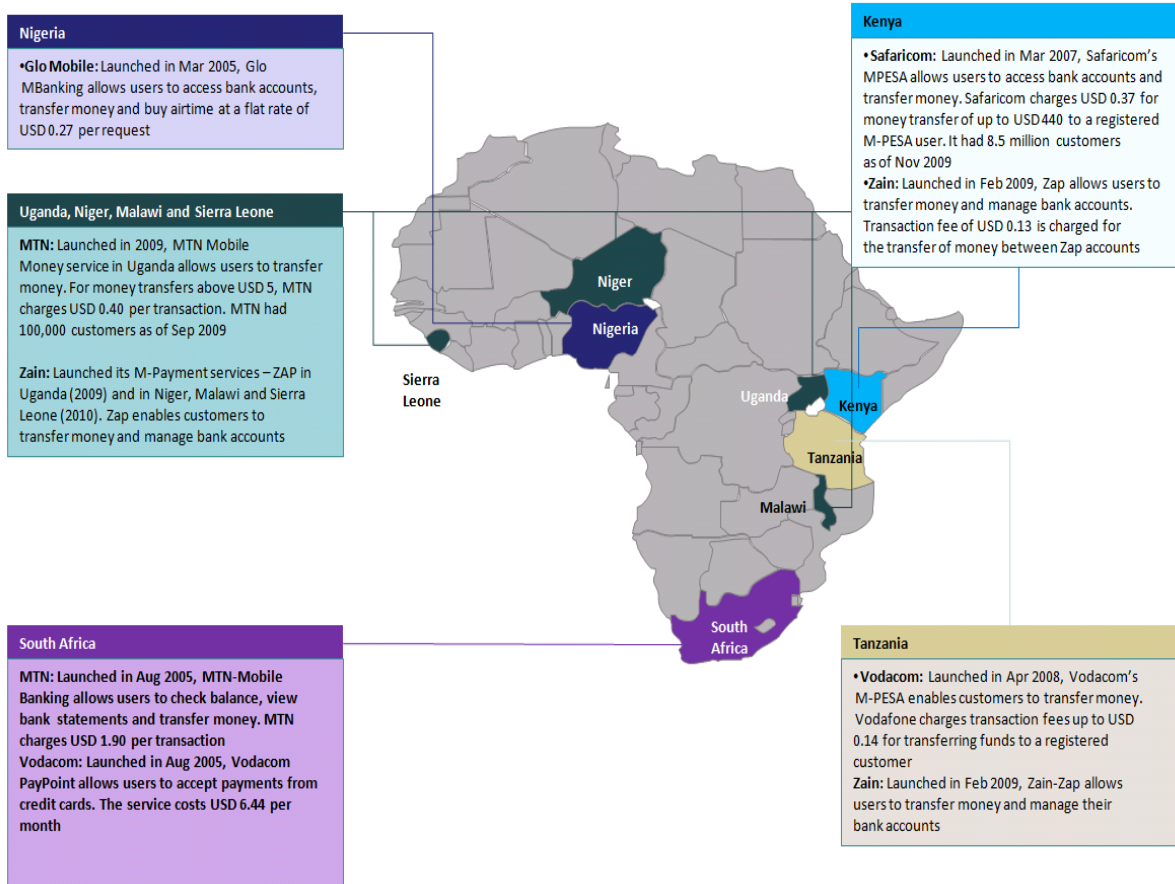 Nigeria
•Glo Mobile: Launched in Mar 2005, Glo
MBanking allows users to access bank accounts,
transfer money and buy airtime at a flat rate of
USD 0.27 per request
Uganda, Niger, Malawi and Sierra Leone
MTN: Launched in 2009, MTN Mobile
Money service in Uganda allows users to transfer
money. For money transfers above USD 5, MTN
charges USD 0.40 per transaction. MTN had
100,000 customers as of Sep 2009
Zain: Launched its M-Payment services – ZAP in
Uganda (2009) and in Niger, Malawi and Sierra
Leone (2010). Zap enables customers to
transfer money and manage bank accounts
South Africa
MTN: Launched in Aug 2005, MTN-Mobile
Banking allows users to check balance, view
bank statements and transfer money. MTN
charges USD 1.90 per transaction
Vodacom: Launched in Aug 2005, Vodacom
PayPoint allows users to accept payments from
credit cards. The service costs USD 6.44 per
month
Niger
Nigeria
Sierra
Leone
Uganda
Kenya
Tanzania
Malawi
South
Africa
Kenya
•Safaricom: Launched in Mar 2007, Safaricom's
MPESA allows users to access bank accounts and
transfer money. Safaricom charges USD 0.37 for
money transfer of up to USD 440 to a registered
M-PESA user. It had 8.5 million customers
as of Nov 2009
•Zain: Launched in Feb 2009, Zap allows users to
transfer money and manage bank accounts.
Transaction fee of USD 0.13 is charged for
the transfer of money between Zap accounts
Tanzania
•Vodacom: Launched in Apr 2008, Vodacom's
M-PESA enables customers to transfer money.
Vodafone charges transaction fees up to USD
0.14 for transferring funds to a registered
customer
Zain: Launched in Feb 2009, Zain-Zap allows
users to transfer money and manage their
bank accounts